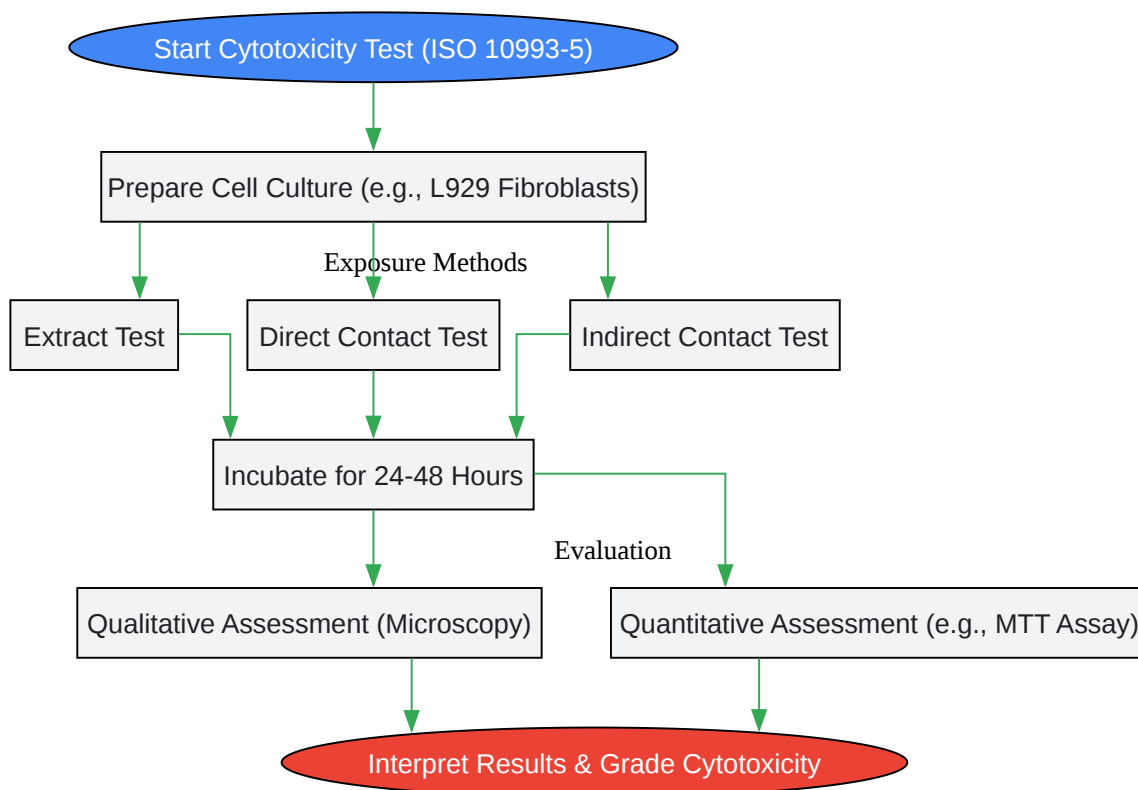 Start Cytotoxicity Test (ISO 10993-5)
Prepare Cell Culture (e.g., L929 Fibroblasts)
Exposure Methods
Extract Test
Direct Contact Test
Indirect Contact Test
Incubate for 24-48 Hours
Evaluation
Qualitative Assessment (Microscopy)
Quantitative Assessment (e.g., MTT Assay)
Interpret Results & Grade Cytotoxicity